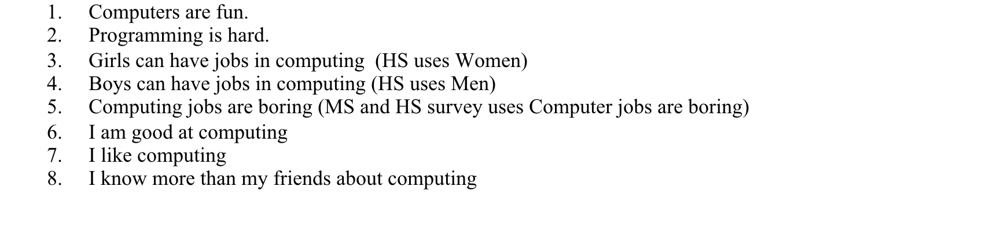 1. Computers are fun.
2. Programming is hard.
3. Girls can have jobs in computing  (HS uses Women)
4. Boys can have jobs in computing (HS uses Men)
5. Computing jobs are boring (MS and HS survey uses Computer jobs are boring)
6. I am good at computing
7. I like computing
8. I know more than my friends about computing